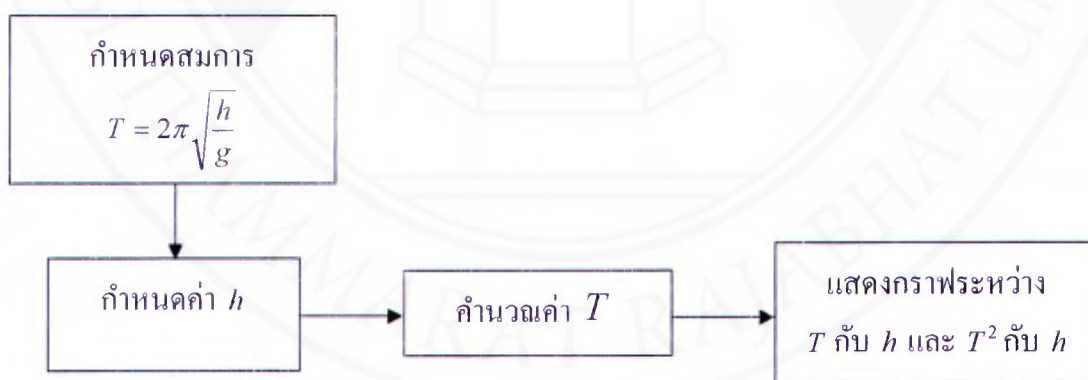 กำหนดสมการ
T = 2π√(h/g)
กำหนดค่า h
คำนวณค่า T
แสดงกราฟระหว่าง
T กับ h และ T² กับ h
THAMMARAT RAJABHAT